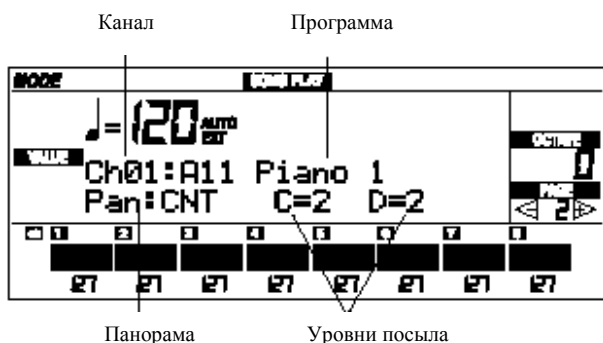 Канал Программа
MODE SONG PLAY
♩=120 AUTO EXT
VALUE OCTAVE 0
Ch01:A11 Piano 1
Pan:CNT C=2 D=2
PAGE 2
1 2 3 4 5 6 7 8
127 127 127 127 127 127 127 127
Панорама Уровни посыла